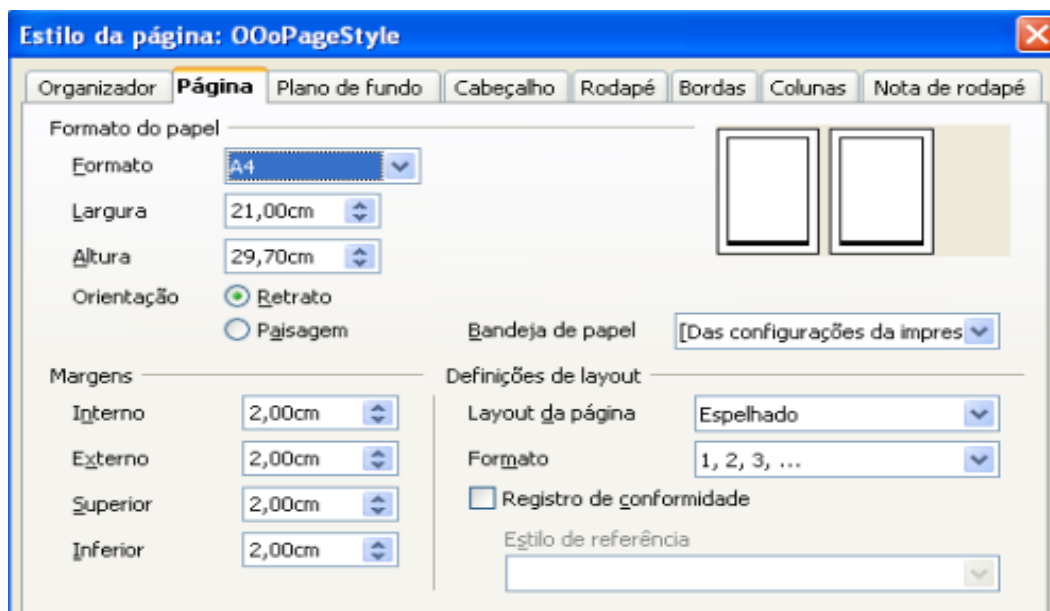 Estilo da página: OOoPageStyle
Organizador Página Plano de fundo Cabeçalho Rodapé Bordas Colunas Nota de rodapé
Formato do papel
Formato A4
Largura 21,00cm
Altura 29,70cm
Orientação Retrato
Paisagem Bandeja de papel [Das configurações da impres
Margens Definições de layout
Interno 2,00cm Layout da página Espelhado
Externo 2,00cm Formato 1, 2, 3, ...
Superior 2,00cm Registro de conformidade
Estilo de referência
Inferior 2,00cm